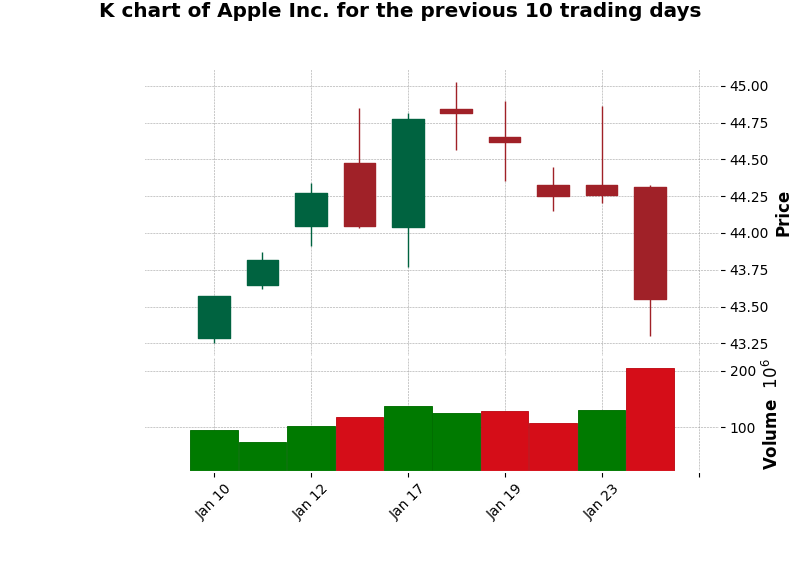 K chart of Apple Inc. for the previous 10 trading days
45.00
44.75
44.50
44.25
44.00
43.75
43.50
43.25
Price
200
100
Volume 10^6
Jan 10
Jan 12
Jan 17
Jan 19
Jan 23